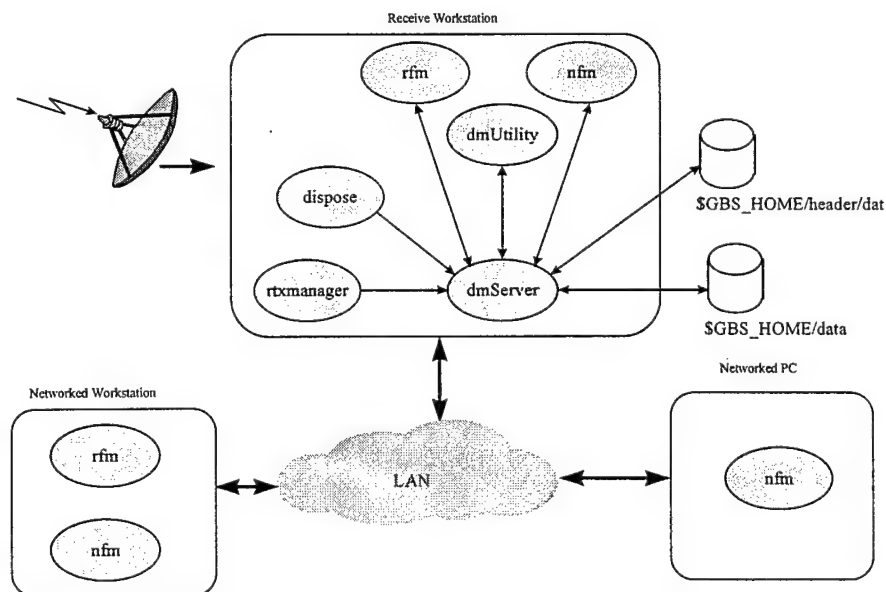 Receive Workstation
rfm
nfm
dmUtility
dispose
$GBS_HOME/header/dat
rtxmanager
dmServer
$GBS_HOME/data
Networked PC
Networked Workstation
rfm
LAN
nfm
nfm